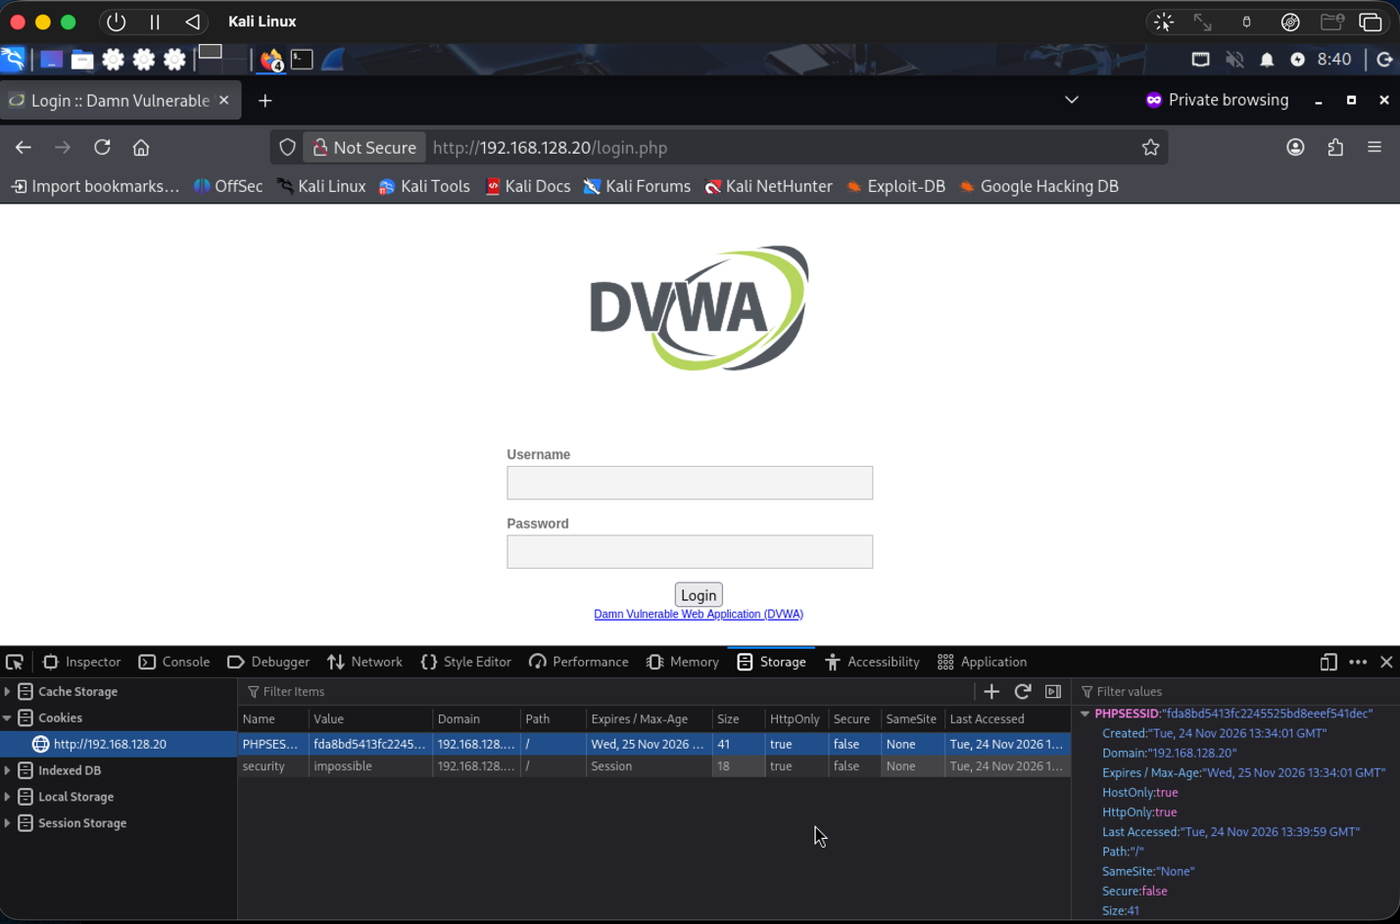 Kali Linux
4
8:40
Login :: Damn Vulnerable
Private browsing
Not Secure
http://192.168.128.20/login.php
Import bookmarks…
OffSec
Kali Linux
Kali Tools
Kali Docs
Kali Forums
Kali NetHunter
Exploit-DB
Google Hacking DB
DVWA
Username
Password
Login
Damn Vulnerable Web Application (DVWA)
Inspector
Console
Debugger
Network
Style Editor
Performance
Memory
Storage
Accessibility
Application
Cache Storage
Cookies
http://192.168.128.20
Indexed DB
Local Storage
Session Storage
Filter Items
Name Value Domain Path Expires / Max-Age Size HttpOnly Secure SameSite Last Accessed
PHPSES… fda8bd5413fc2245… 192.168.128.… / Wed, 25 Nov 2026 … 41 true false None Tue, 24 Nov 2026 1…
security impossible 192.168.128.… / Session 18 true false None Tue, 24 Nov 2026 1…
Filter values
PHPSESSID:"fda8bd5413fc2245525bd8eeef541dec"
Created:"Tue, 24 Nov 2026 13:34:01 GMT"
Domain:"192.168.128.20"
Expires / Max-Age:"Wed, 25 Nov 2026 13:34:01 GMT"
HostOnly:true
HttpOnly:true
Last Accessed:"Tue, 24 Nov 2026 13:39:59 GMT"
Path:"/"
SameSite:"None"
Secure:false
Size:41